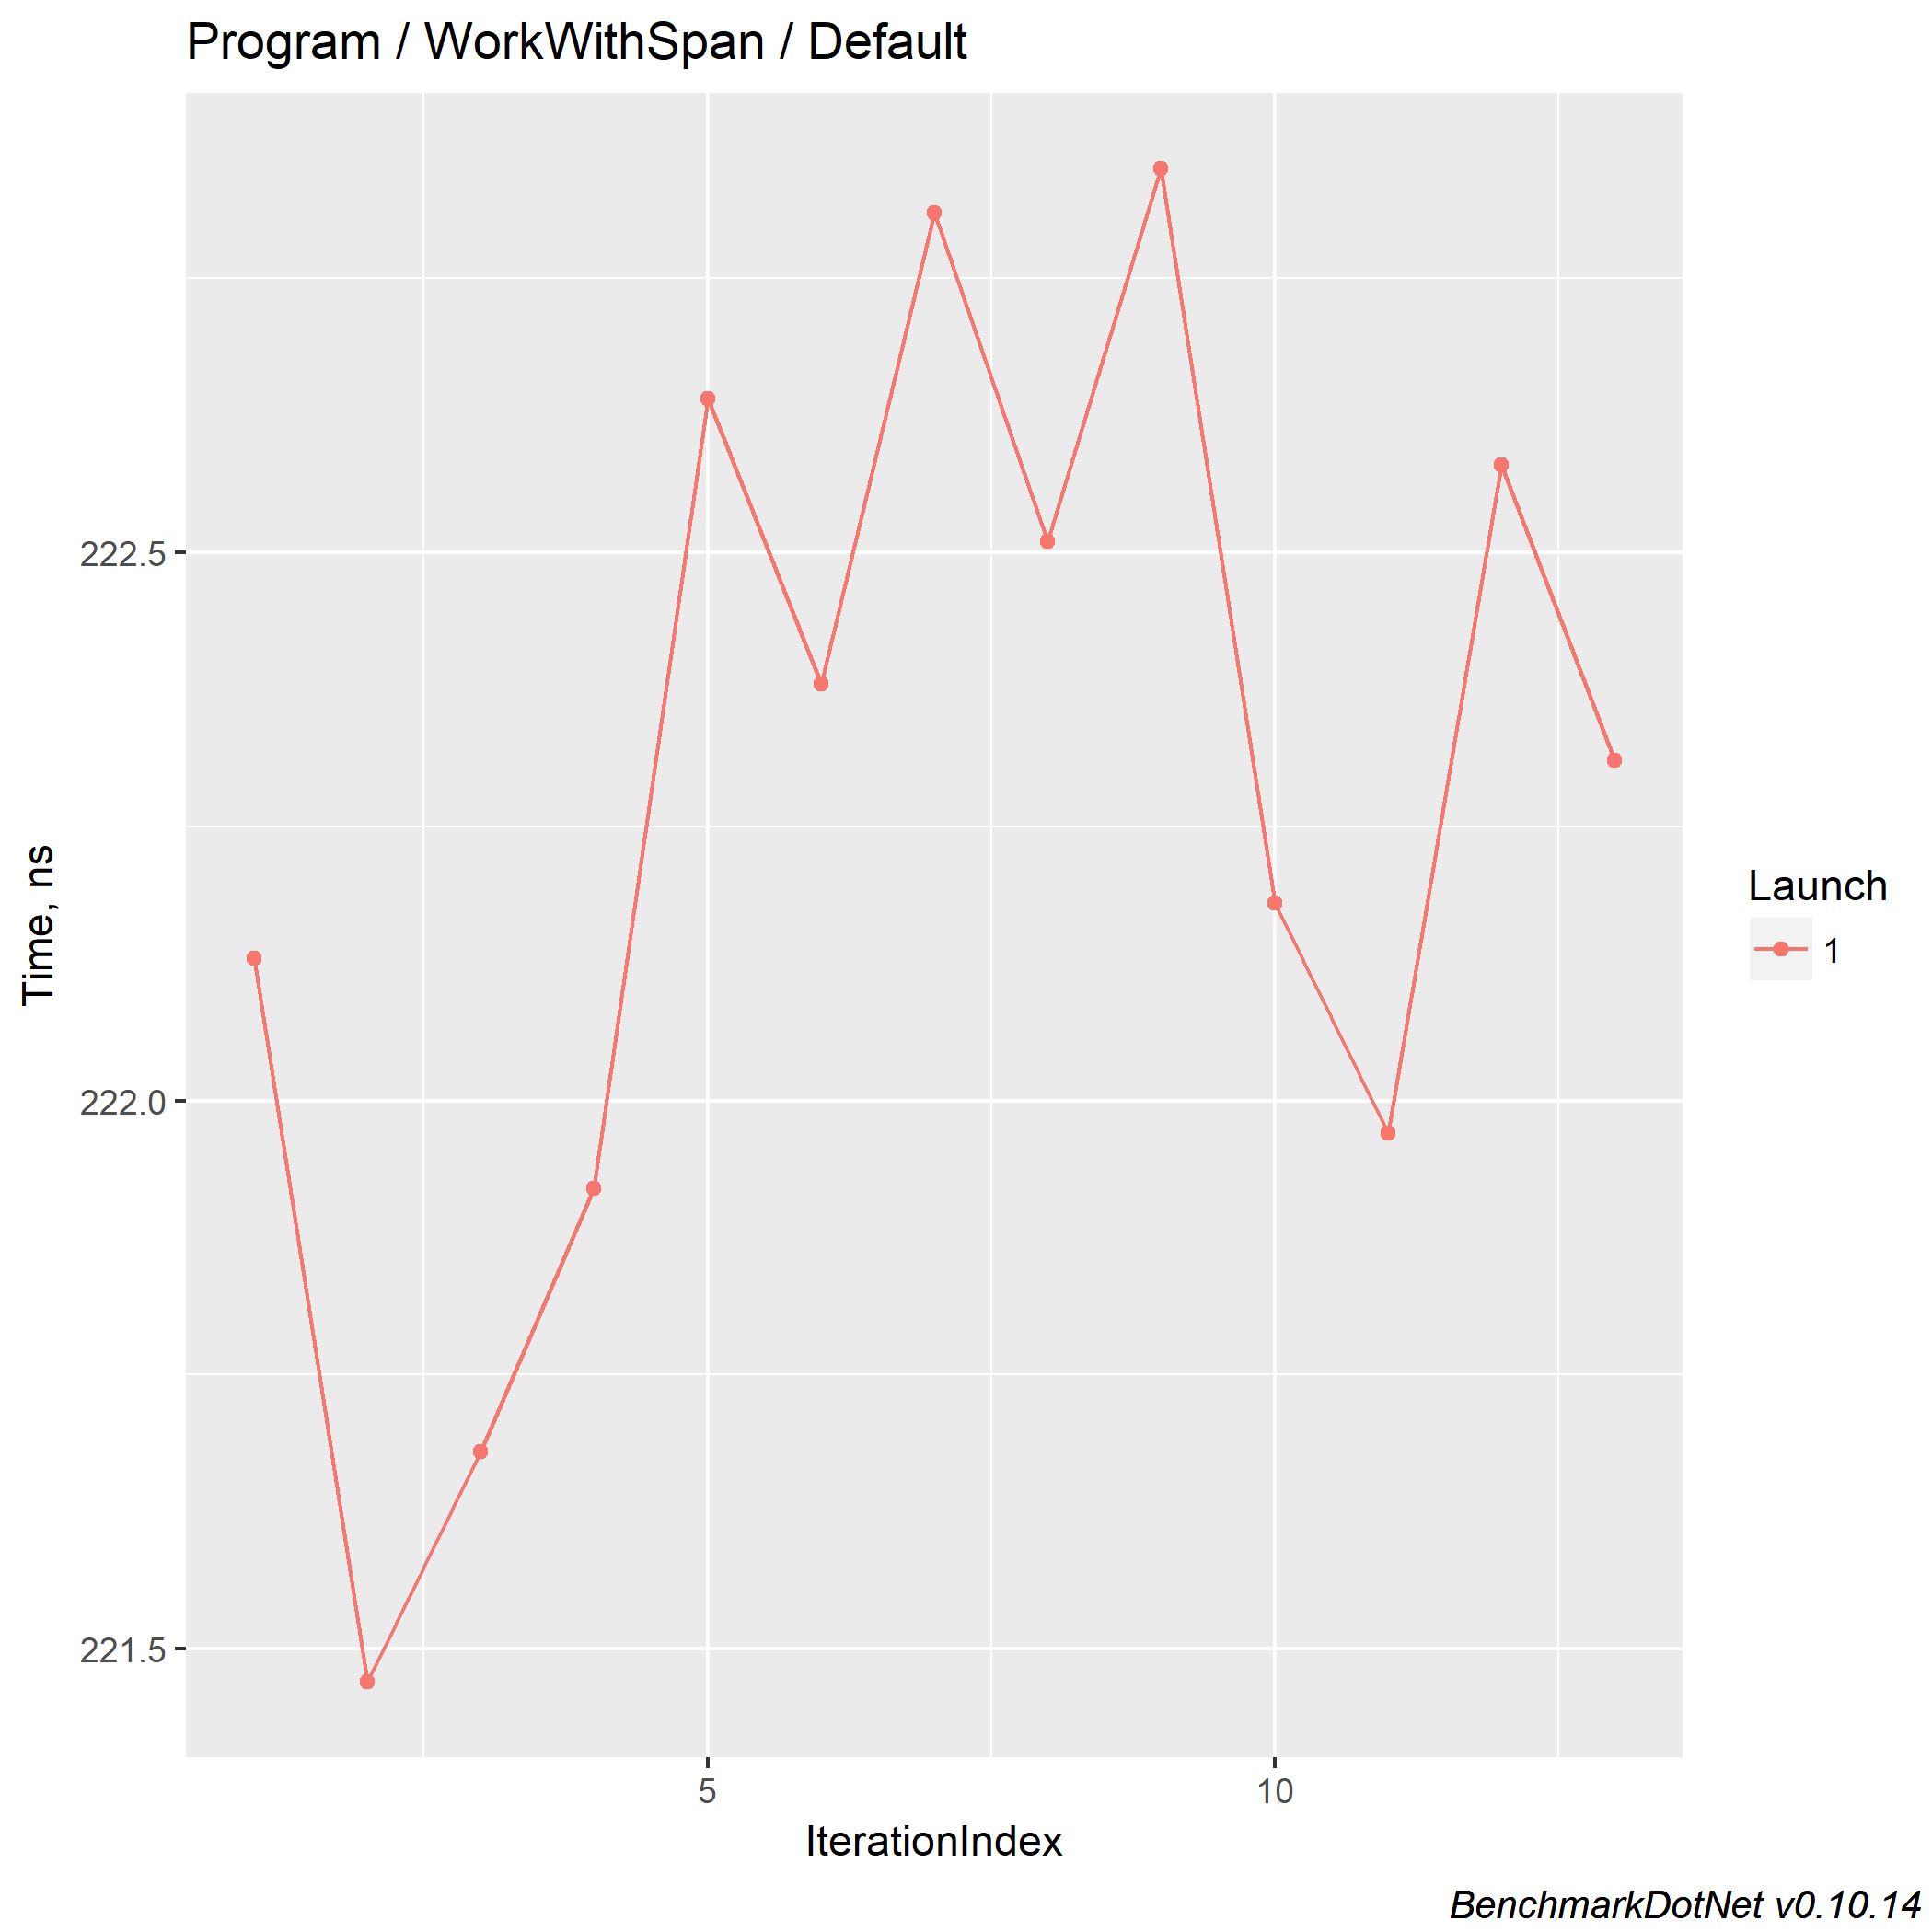 Program / WorkWithSpan / Default
Time, ns
222.5
222.0
221.5
5
10
IterationIndex
Launch
1
BenchmarkDotNet v0.10.14